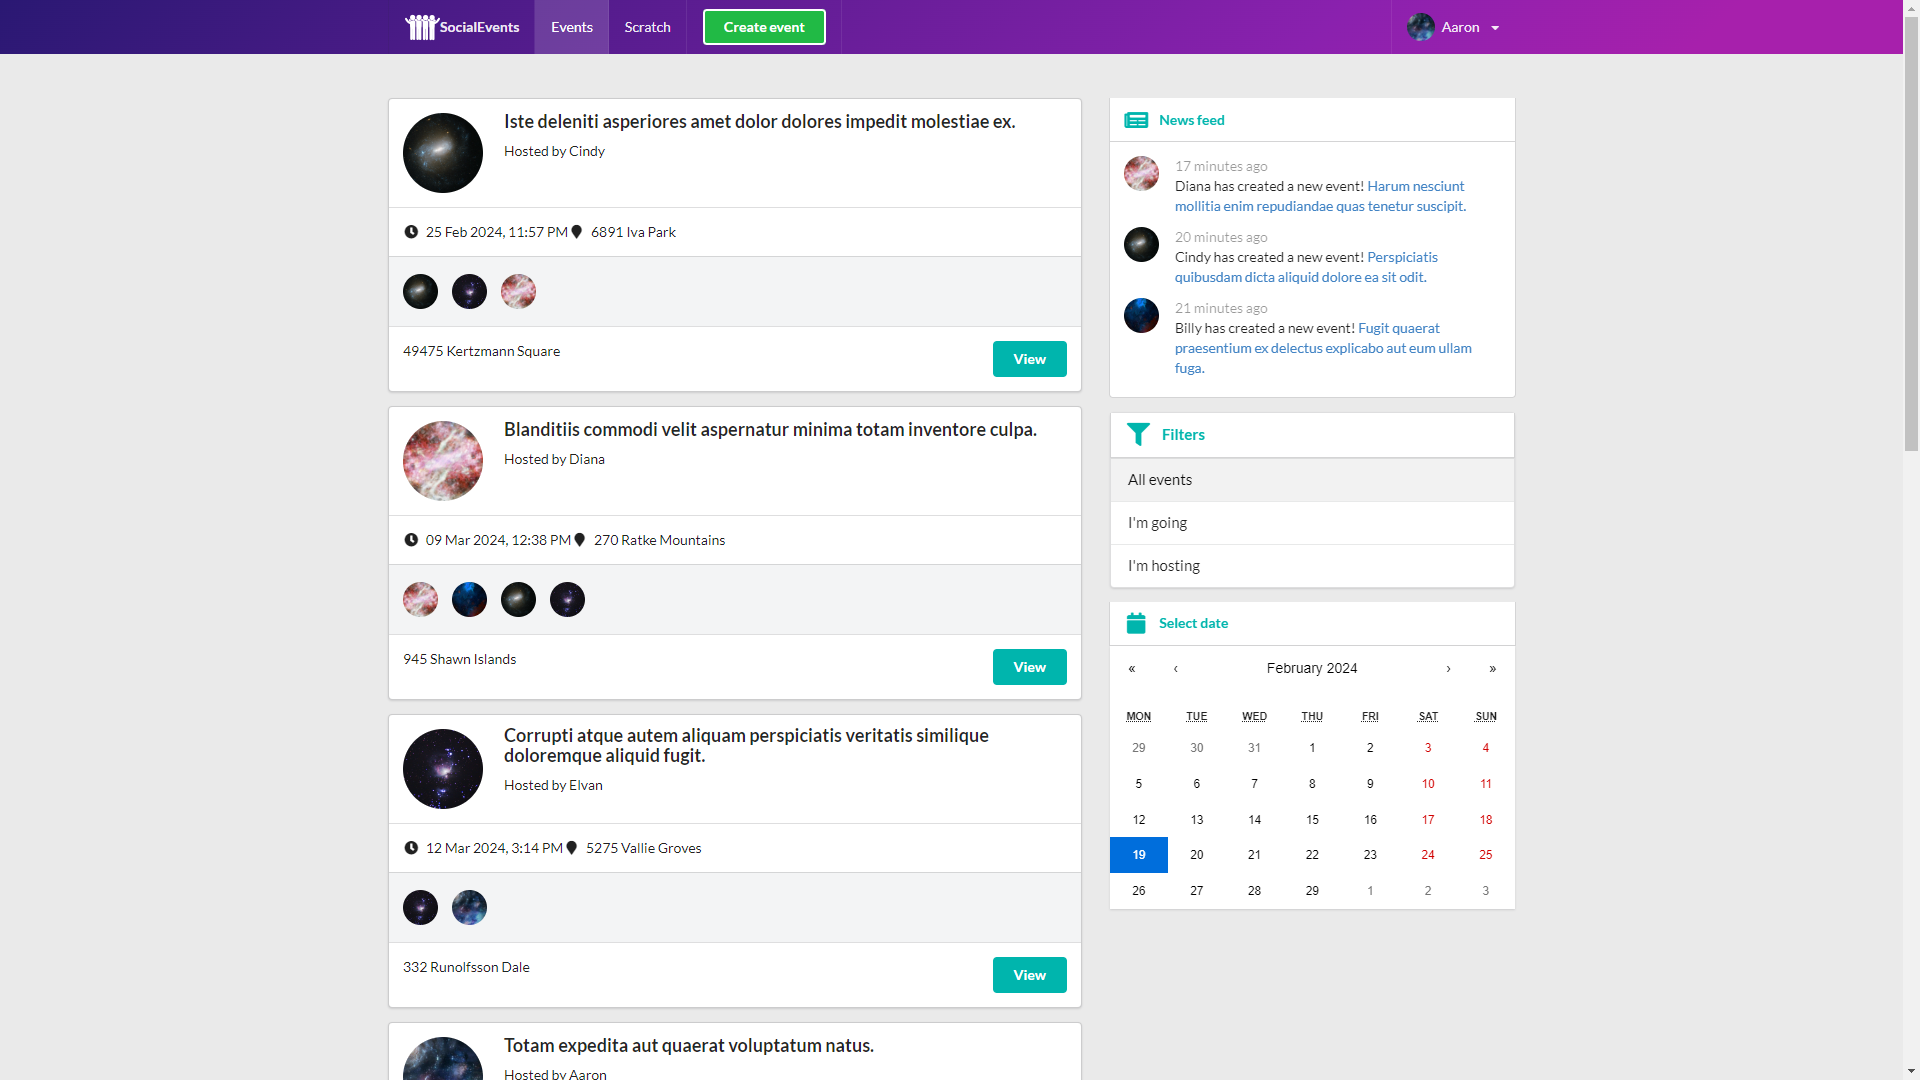 SocialEvents
Events
Scratch
Create event
Aaron
Iste deleniti asperiores amet dolor dolores impedit molestiae ex.
Hosted by Cindy
25 Feb 2024, 11:57 PM 6891 Iva Park
49475 Kertzmann Square
View
Blanditiis commodi velit aspernatur minima totam inventore culpa.
Hosted by Diana
09 Mar 2024, 12:38 PM 270 Ratke Mountains
945 Shawn Islands
View
Corrupti atque autem aliquam perspiciatis veritatis similique
doloremque aliquid fugit.
Hosted by Elvan
12 Mar 2024, 3:14 PM 5275 Vallie Groves
332 Runolfsson Dale
View
Totam expedita aut quaerat voluptatum natus.
Hosted by Aaron
News feed
17 minutes ago
Diana has created a new event! Harum nesciunt
mollitia enim repudiandae quas tenetur suscipit.
20 minutes ago
Cindy has created a new event! Perspiciatis
quibusdam dicta aliquid dolore ea sit odit.
21 minutes ago
Billy has created a new event! Fugit quaerat
praesentium ex delectus explicabo aut eum ullam
fuga.
Filters
All events
I'm going
I'm hosting
Select date
« ‹ February 2024 › »
MON TUE WED THU FRI SAT SUN
29 30 31 1 2 3 4
5 6 7 8 9 10 11
12 13 14 15 16 17 18
19 20 21 22 23 24 25
26 27 28 29 1 2 3